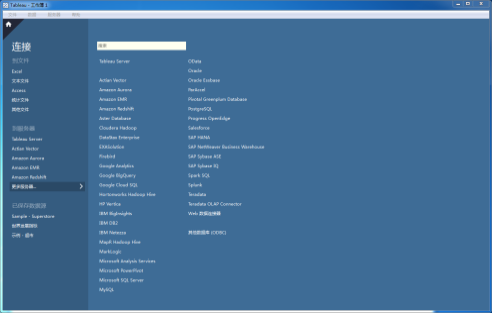 Tableau - 工作簿 1
文件 数据 服务器 帮助
连接
到文件
Excel
文本文件
Access
统计文件
其他文件
到服务器
Tableau Server
Actian Vector
Amazon Aurora
Amazon EMR
Amazon Redshift
更多服务器...
已保存数据源
Sample - Superstore
世界发展指标
示例 - 超市
搜索
Tableau Server
Actian Vector
Amazon Aurora
Amazon EMR
Amazon Redshift
Aster Database
Cloudera Hadoop
DataStax Enterprise
EXASolution
Firebird
Google Analytics
Google BigQuery
Google Cloud SQL
Hortonworks Hadoop Hive
HP Vertica
IBM BigInsights
IBM DB2
IBM Netezza
MapR Hadoop Hive
MarkLogic
Microsoft Analysis Services
Microsoft PowerPivot
Microsoft SQL Server
MySQL
OData
Oracle
Oracle Essbase
ParAccel
Pivotal Greenplum Database
PostgreSQL
Progress OpenEdge
Salesforce
SAP HANA
SAP NetWeaver Business Warehouse
SAP Sybase ASE
SAP Sybase IQ
Spark SQL
Splunk
Teradata
Teradata OLAP Connector
Web 数据连接器
其他数据库 (ODBC)